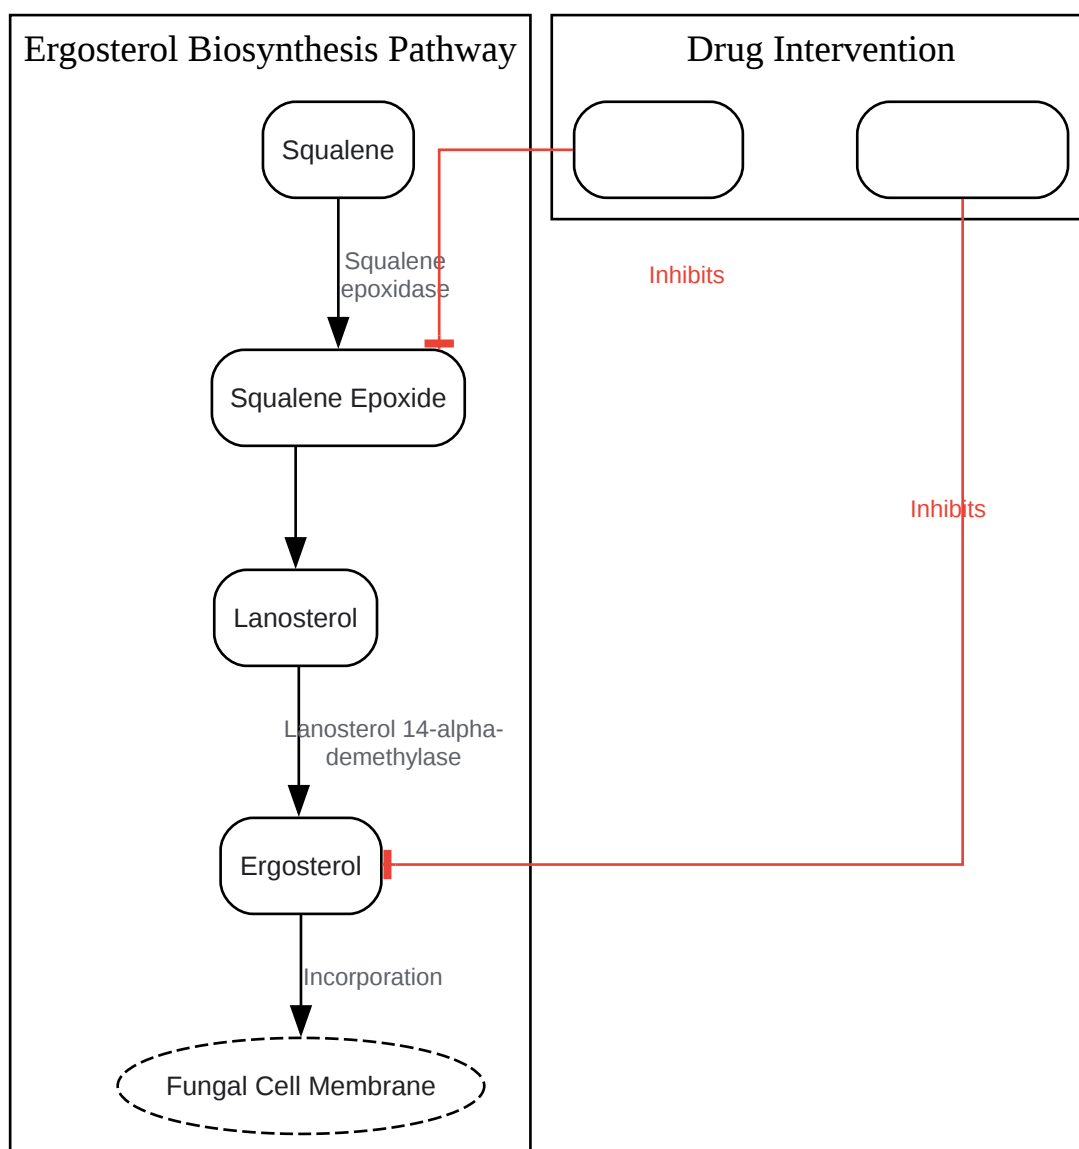 Ergosterol Biosynthesis Pathway
Drug Intervention
Squalene
Squalene
epoxidase
Inhibits
Squalene Epoxide
Inhibits
Lanosterol
Lanosterol 14-alpha-
demethylase
Ergosterol
Incorporation
Fungal Cell Membrane